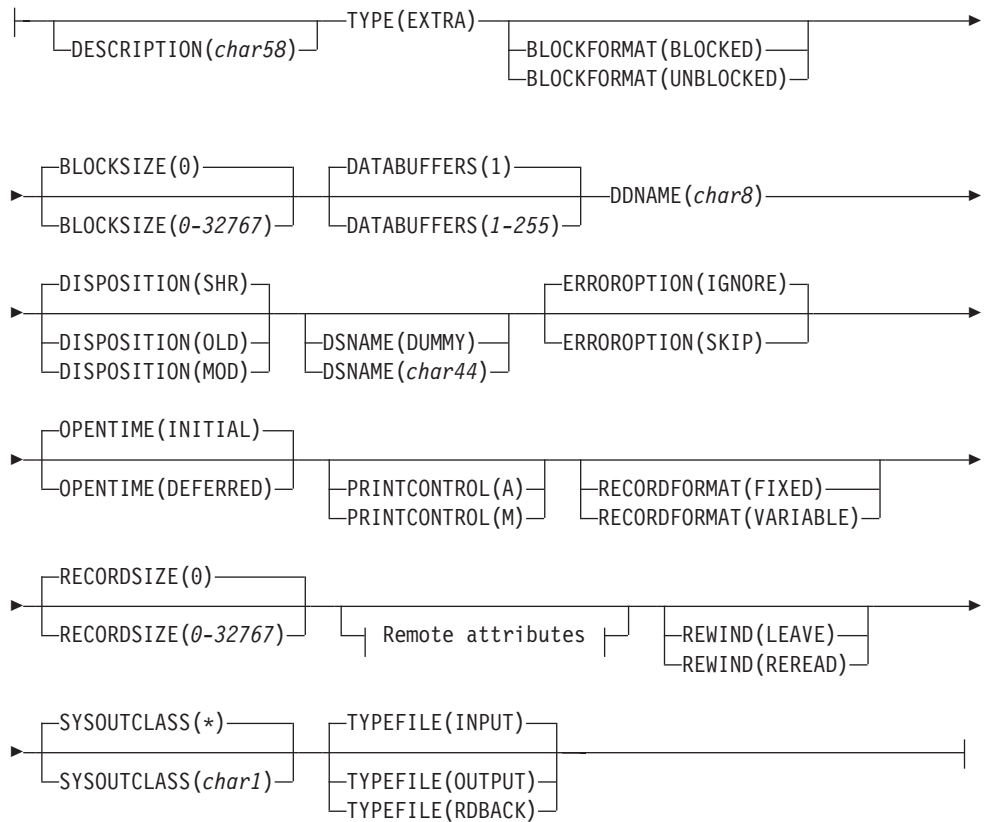 TYPE(EXTRA)
DESCRIPTION(char58)
BLOCKFORMAT(BLOCKED)
BLOCKFORMAT(UNBLOCKED)
BLOCKSIZE(0)
BLOCKSIZE(0-32767)
DATABUFFERS(1)
DATABUFFERS(1-255)
DDNAME(char8)
DISPOSITION(SHR)
DISPOSITION(OLD)
DISPOSITION(MOD)
DSNAME(DUMMY)
DSNAME(char44)
ERROROPTION(IGNORE)
ERROROPTION(SKIP)
OPENTIME(INITIAL)
OPENTIME(DEFERRED)
PRINTCONTROL(A)
PRINTCONTROL(M)
RECORDFORMAT(FIXED)
RECORDFORMAT(VARIABLE)
RECORDSIZE(0)
RECORDSIZE(0-32767)
Remote attributes
REWIND(LEAVE)
REWIND(REREAD)
SYSOUTCLASS(*)
SYSOUTCLASS(char1)
TYPEFILE(INPUT)
TYPEFILE(OUTPUT)
TYPEFILE(RDBACK)